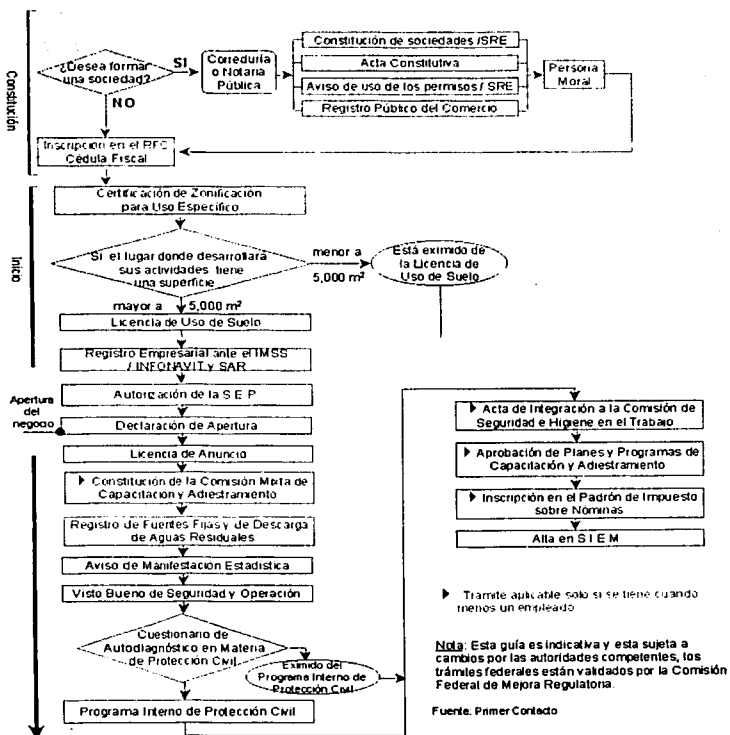 Constitución
¿Desea formar
una sociedad?
SI
NO
Correduría
o Notaría
Pública
Constitución de sociedades /SRE
Acta Constitutiva
Aviso de uso de los permisos / SRE
Registro Público del Comercio
Persona
Moral
Inscripción en el RFC
Cédula Fiscal
Inicio
Certificación de Zonificación
para Uso Específico
Si el lugar donde desarrollará
sus actividades tiene
una superficie
menor a
5,000 m²
Está eximido de
la Licencia de
Uso de Suelo
mayor a 5,000 m²
Licencia de Uso de Suelo
Registro Empresarial ante el IMSS
/ INFONAVIT y SAR
Autorización de la S E P
Apertura
del
negocio
Declaración de Apertura
Licencia de Anuncio
Constitución de la Comisión Mixta de
Capacitación y Adiestramiento
Registro de Fuentes Fijas y de Descarga
de Aguas Residuales
Aviso de Manifestación Estadística
Visto Bueno de Seguridad y Operación
Cuestionario de
Autodiagnóstico en Materia
de Protección Civil
Eximido del
Programa Interno de
Protección Civil
Programa Interno de Protección Civil
Acta de Integración a la Comisión de
Seguridad e Higiene en el Trabajo
Aprobación de Planes y Programas de
Capacitación y Adiestramiento
Inscripción en el Padrón de Impuesto
sobre Nóminas
Alta en S I E M
Tramite aplicable solo si se tiene cuando
menos un empleado
Nota: Esta guía es indicativa y esta sujeta a
cambios por las autoridades competentes, los
trámites federales están validados por la Comisión
Federal de Mejora Regulatoria.
Fuente: Primer Contacto